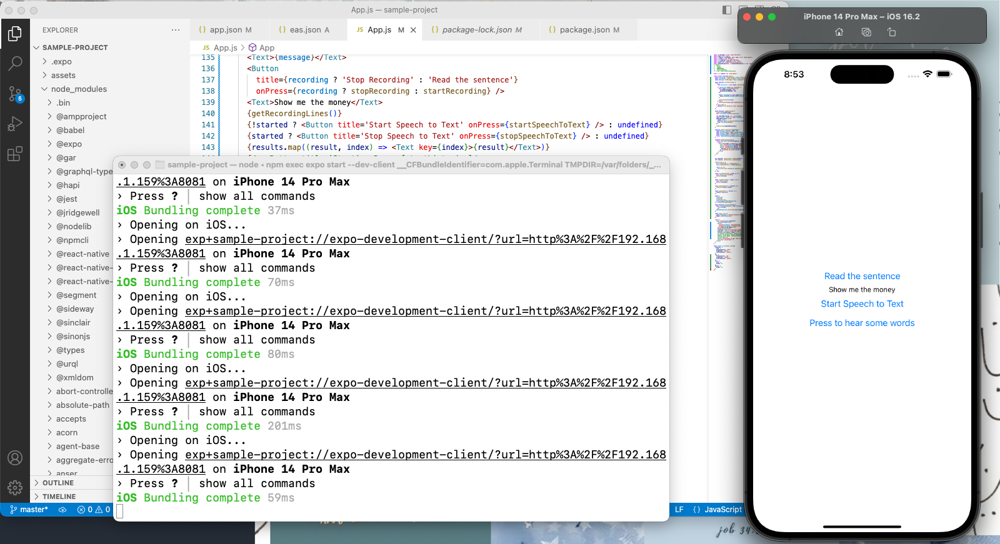 App.js — sample-project
iPhone 14 Pro Max – iOS 16.2
EXPLORER
{} app.json M
{} eas.json A
JS App.js M
{} package-lock.json M
{} package.json M
JS App.js > App
SAMPLE-PROJECT
.expo
assets
node_modules
.bin
@ampproject
@babel
@expo
@gar
@graphql-type
@hapi
@jest
@jridgewell
@nodelib
@npmcli
@react-native
@react-native-
@react-native-
@segment
@sideway
@sinclair
@sinonjs
@types
@urql
@xmldom
abort-controlle
absolute-path
accepts
acorn
agent-base
aggregate-erro
anser
OUTLINE
TIMELINE
5
135 <Text>{message}</Text>
136 <Button
137 title={recording ? 'Stop Recording' : 'Read the sentence'}
138 onPress={recording ? stopRecording : startRecording} />
139 <Text>Show me the money</Text>
140 {getRecordingLines()}
141 {!started ? <Button title='Start Speech to Text' onPress={startSpeechToText} /> : undefined}
142 {started ? <Button title='Stop Speech to Text' onPress={stopSpeechToText} /> : undefined}
143 {results.map((result, index) => <Text key={index}>{result}</Text>)}
sample-project — node ◂ npm exec expo start --dev-client __CFBundleIdentifier=com.apple.Terminal TMPDIR=/var/folders/_...
.1.159%3A8081 on iPhone 14 Pro Max
› Press ? │ show all commands
iOS Bundling complete 37ms
› Opening on iOS...
› Opening exp+sample-project://expo-development-client/?url=http%3A%2F%2F192.168
.1.159%3A8081 on iPhone 14 Pro Max
› Press ? │ show all commands
iOS Bundling complete 70ms
› Opening on iOS...
› Opening exp+sample-project://expo-development-client/?url=http%3A%2F%2F192.168
.1.159%3A8081 on iPhone 14 Pro Max
› Press ? │ show all commands
iOS Bundling complete 80ms
› Opening on iOS...
› Opening exp+sample-project://expo-development-client/?url=http%3A%2F%2F192.168
.1.159%3A8081 on iPhone 14 Pro Max
› Press ? │ show all commands
iOS Bundling complete 201ms
› Opening on iOS...
› Opening exp+sample-project://expo-development-client/?url=http%3A%2F%2F192.168
.1.159%3A8081 on iPhone 14 Pro Max
› Press ? │ show all commands
iOS Bundling complete 59ms
8:53
Read the sentence
Show me the money
Start Speech to Text
Press to hear some words
master* 0 0
LF {} JavaScript
job 34: